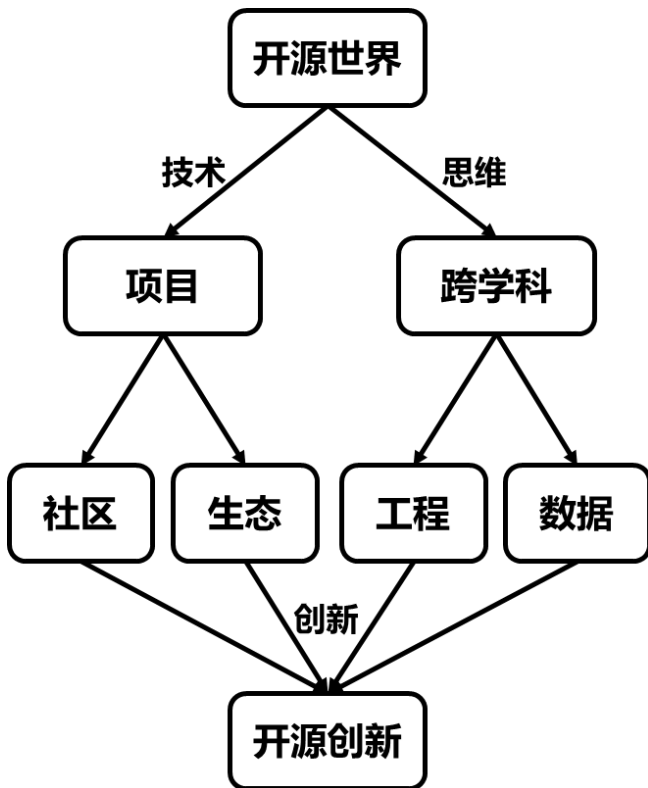 开源世界
技术
思维
项目
跨学科
社区
生态
工程
数据
创新
开源创新